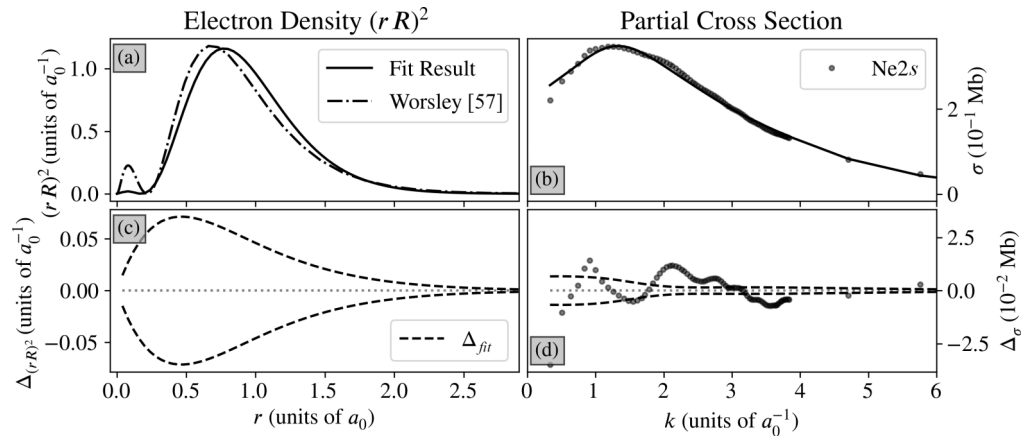 Electron Density (r R)²
Partial Cross Section
(a)
Fit Result
Worsley [57]
(r R)² (units of a₀⁻¹)
1.0
0.5
0.0
(b)
Ne2s
σ (10⁻¹ Mb)
2
0
(c)
Δ_fit
Δ_(r R)² (units of a₀⁻¹)
0.05
0.00
−0.05
0.0 0.5 1.0 1.5 2.0 2.5
r (units of a₀)
(d)
Δ_σ (10⁻² Mb)
2.5
0.0
−2.5
0 1 2 3 4 5 6
k (units of a₀⁻¹)